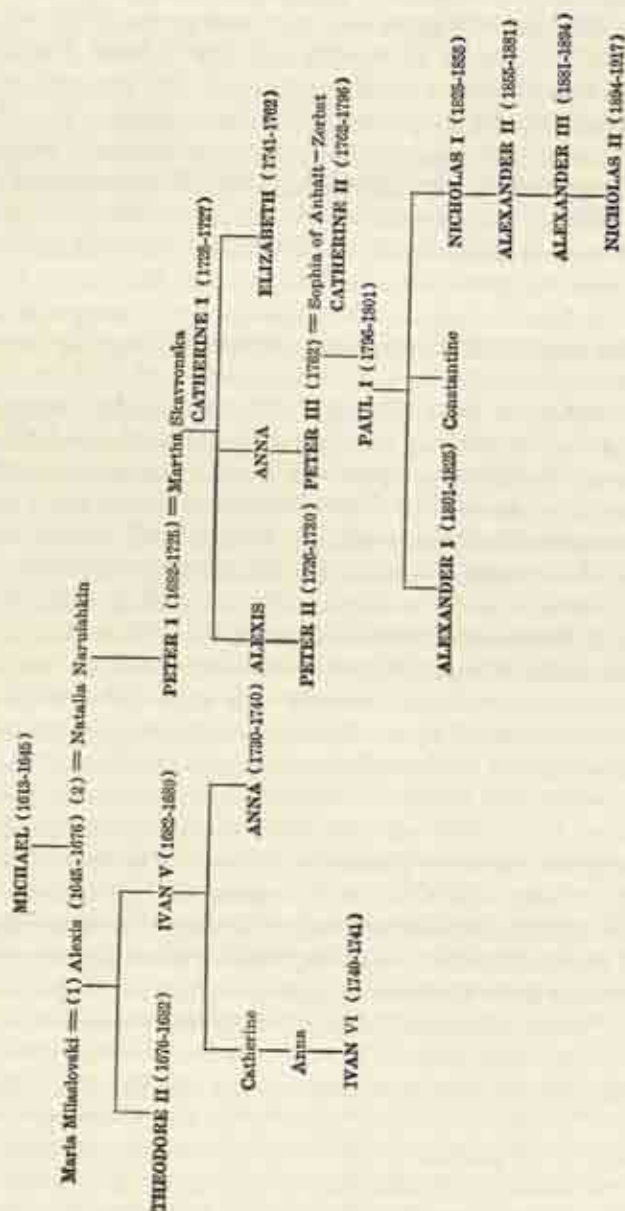 MICHAEL (1613-1645)
Maria Miloslovski = (1) Alexis (1645-1676) (2) = Natalia Naruishkin
THEODORE II (1676-1682) IVAN V (1682-1689) PETER I (1682-1725) = Martha Skavronska
CATHERINE I (1725-1727)
Catherine ANNA (1730-1740) ALEXIS ANNA ELIZABETH (1741-1762)
Anna PETER II (1726-1730) PETER III (1762) = Sophia of Anhalt-Zerbst
CATHERINE II (1762-1796)
IVAN VI (1740-1741) PAUL I (1796-1801)
ALEXANDER I (1801-1825) Constantine NICHOLAS I (1825-1855)
ALEXANDER II (1855-1881)
ALEXANDER III (1881-1894)
NICHOLAS II (1894-1917)